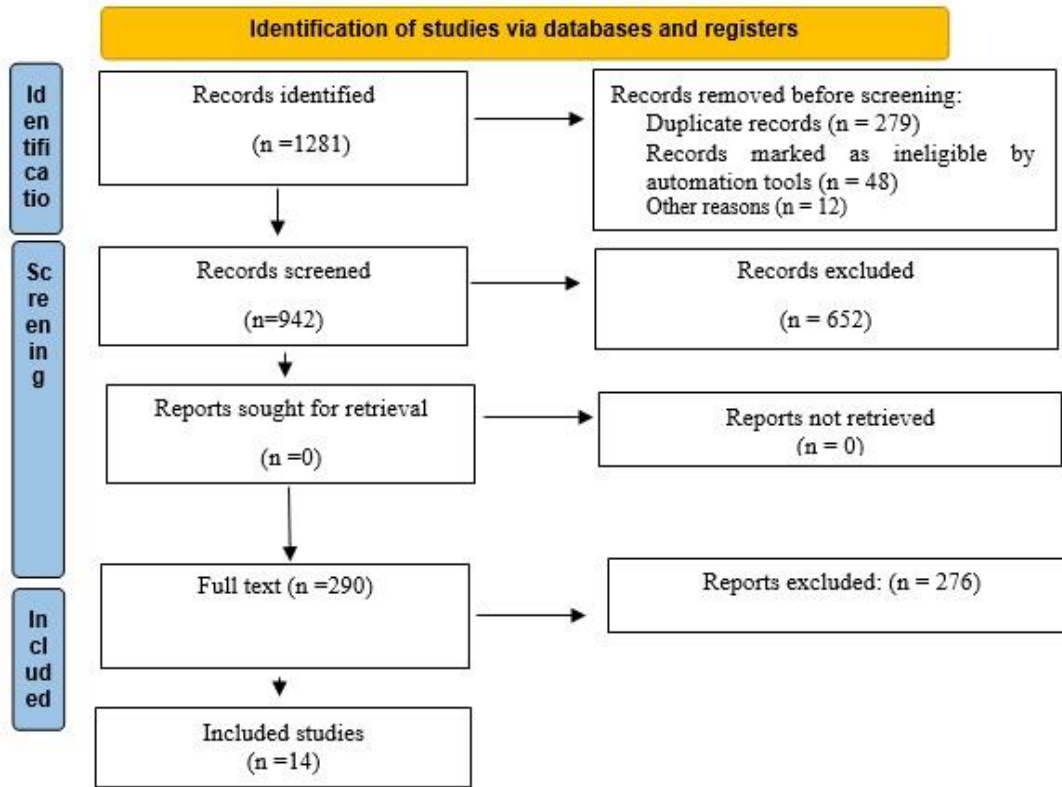 Identification of studies via databases and registers
Id
en
tifi
ca
tio
Records identified
(n =1281)
Records removed before screening:
Duplicate records (n = 279)
Records marked as ineligible by
automation tools (n = 48)
Other reasons (n = 12)
Sc
re
en
in
g
Records screened
(n=942)
Records excluded
(n = 652)
Reports sought for retrieval
(n =0)
Reports not retrieved
(n = 0)
Full text (n =290)
Reports excluded: (n = 276)
In
cl
ud
ed
Included studies
(n =14)